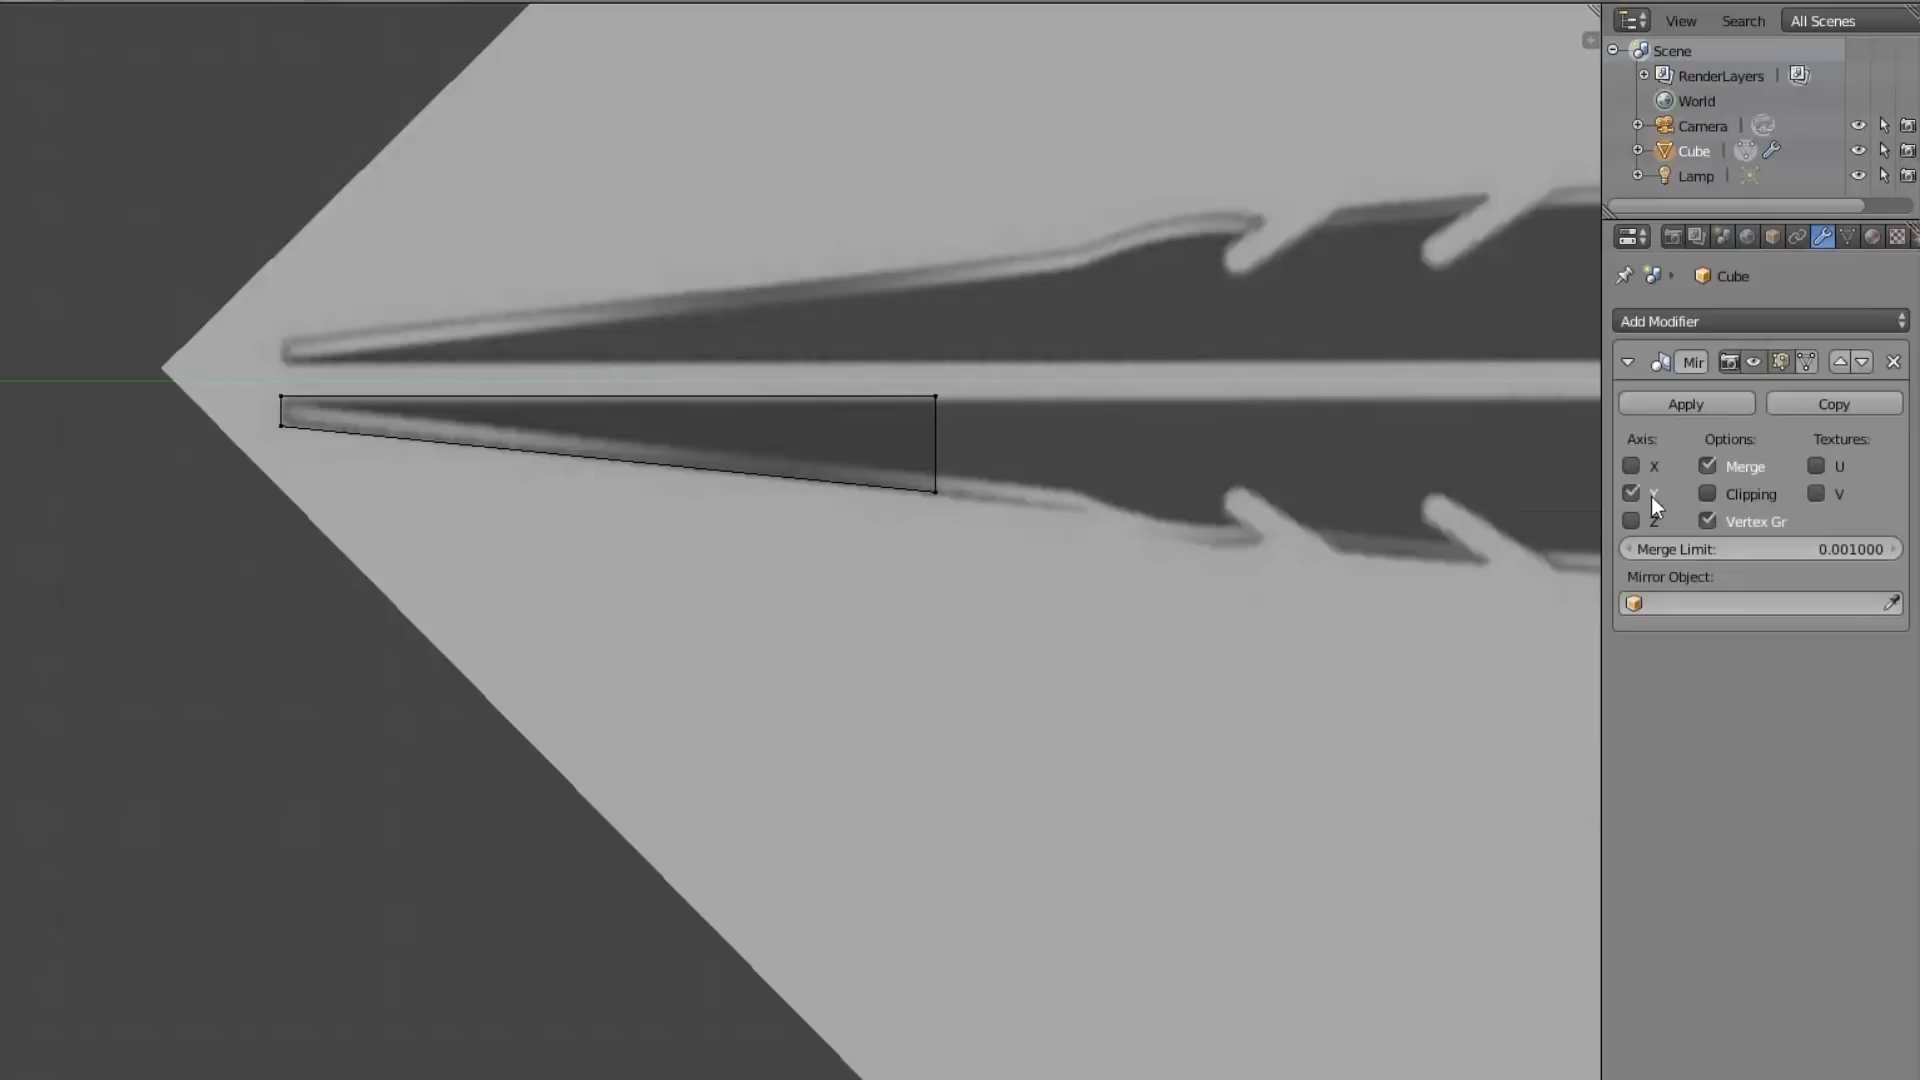 View Search All Scenes
Scene
RenderLayers
World
Camera
Cube
Lamp
Cube
Add Modifier
Mir
Apply Copy
Axis: Options: Textures:
X Merge U
Y Clipping V
Z Vertex Gr
Merge Limit: 0.001000
Mirror Object: